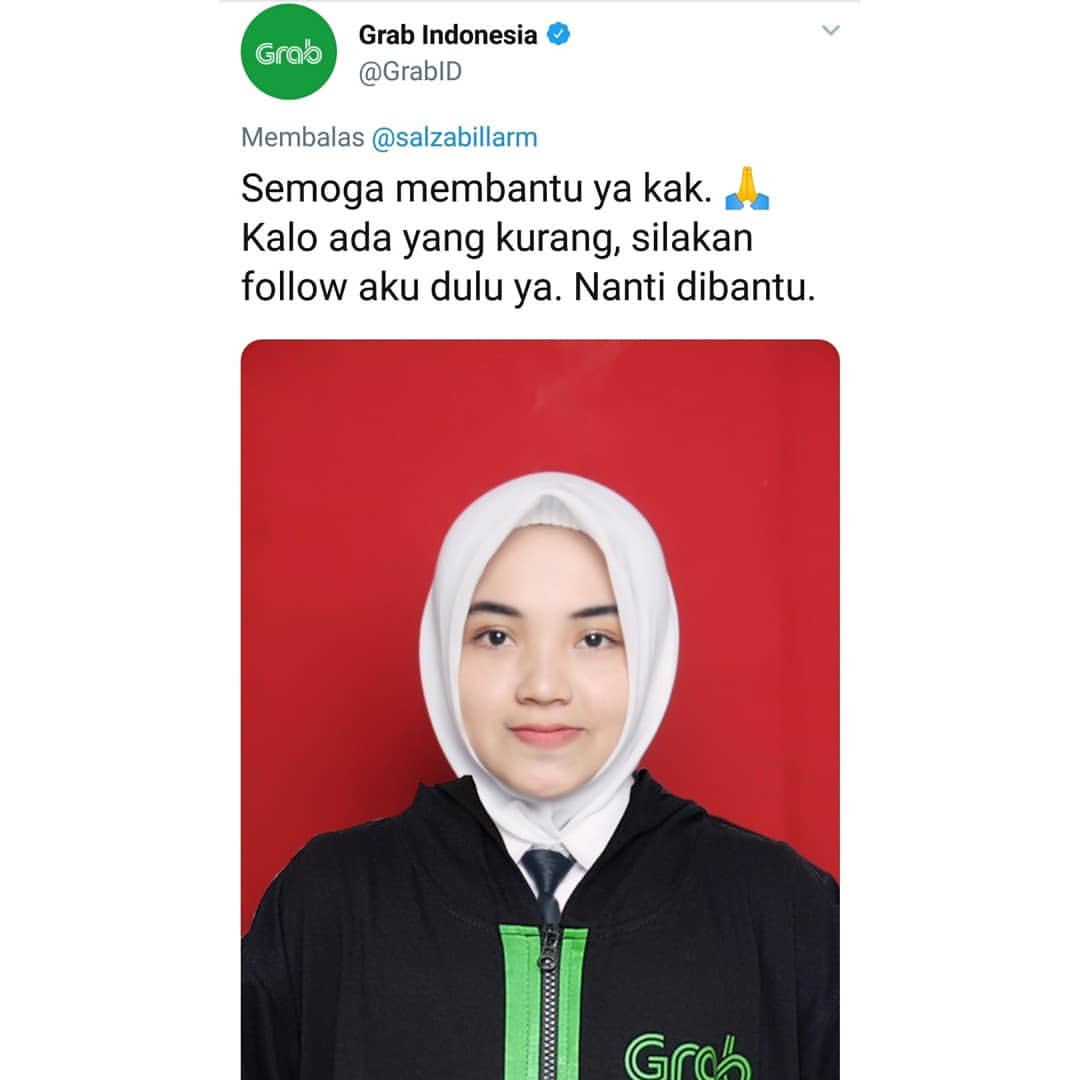 Grab
Grab Indonesia
@GrabID
Membalas @salzabillarm
Semoga membantu ya kak. 🙏
Kalo ada yang kurang, silakan
follow aku dulu ya. Nanti dibantu.
Grab